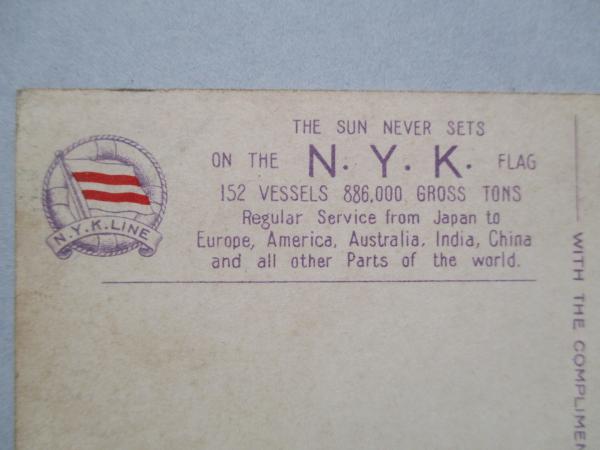 THE SUN NEVER SETS
ON THE N. Y. K. FLAG
152 VESSELS 886,000 GROSS TONS
Regular Service from Japan to
Europe, America, Australia, India, China
and all other Parts of the world.
N.Y.K.LINE
WITH THE COMPLIMEN